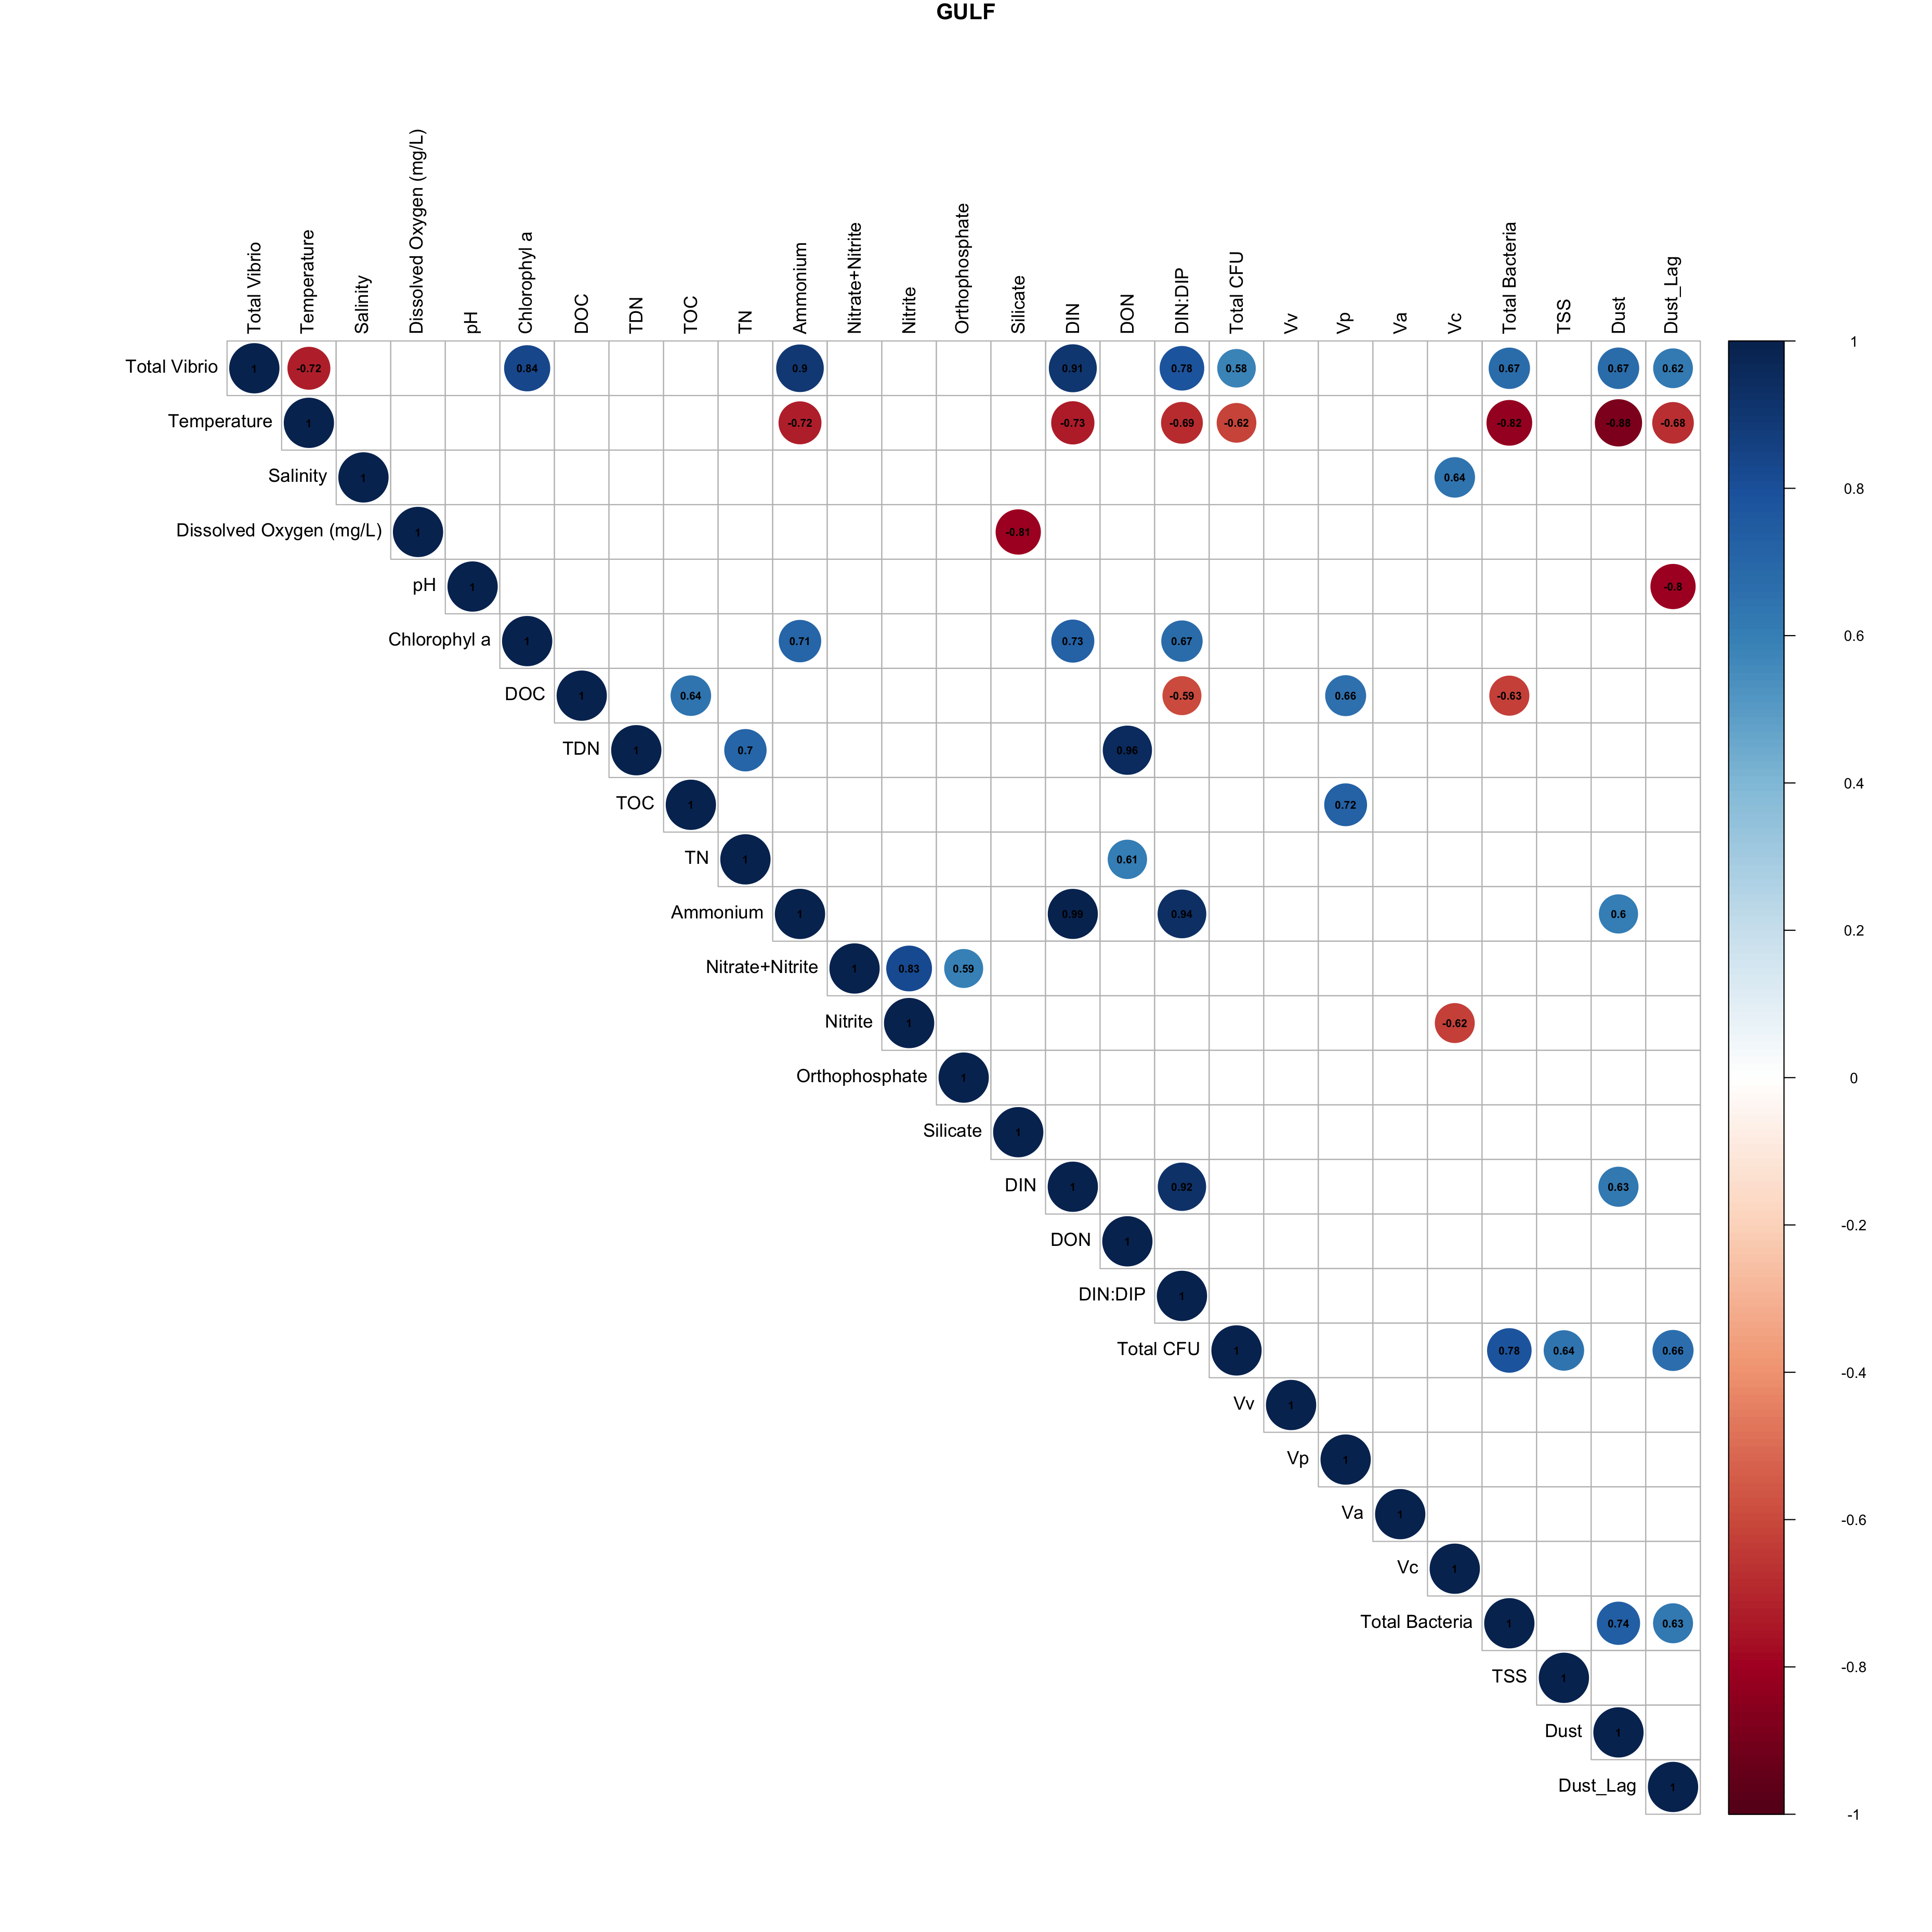 GULF
Total Vibrio
Temperature
Salinity
Dissolved Oxygen (mg/L)
pH
Chlorophyl a
DOC
TDN
TOC
TN
Ammonium
Nitrate+Nitrite
Nitrite
Orthophosphate
Silicate
DIN
DON
DIN:DIP
Total CFU
Vv
Vp
Va
Vc
Total Bacteria
TSS
Dust
Dust_Lag
Total Vibrio 1 -0.72 0.84 0.9 0.91 0.78 0.58 0.67 0.67 0.62
Temperature 1 -0.72 -0.73 -0.69 -0.62 -0.82 -0.88 -0.68
Salinity 1 0.64
Dissolved Oxygen (mg/L) 1 -0.81
pH 1 -0.8
Chlorophyl a 1 0.71 0.73 0.67
DOC 1 0.64 -0.59 0.66 -0.63
TDN 1 0.7 0.96
TOC 1 0.72
TN 1 0.61
Ammonium 1 0.99 0.94 0.6
Nitrate+Nitrite 1 0.83 0.59
Nitrite 1 -0.62
Orthophosphate 1
Silicate 1
DIN 1 0.92 0.63
DON 1
DIN:DIP 1
Total CFU 1 0.78 0.64 0.66
Vv 1
Vp 1
Va 1
Vc 1
Total Bacteria 1 0.74 0.63
TSS 1
Dust 1
Dust_Lag 1
1
0.8
0.6
0.4
0.2
0
-0.2
-0.4
-0.6
-0.8
-1